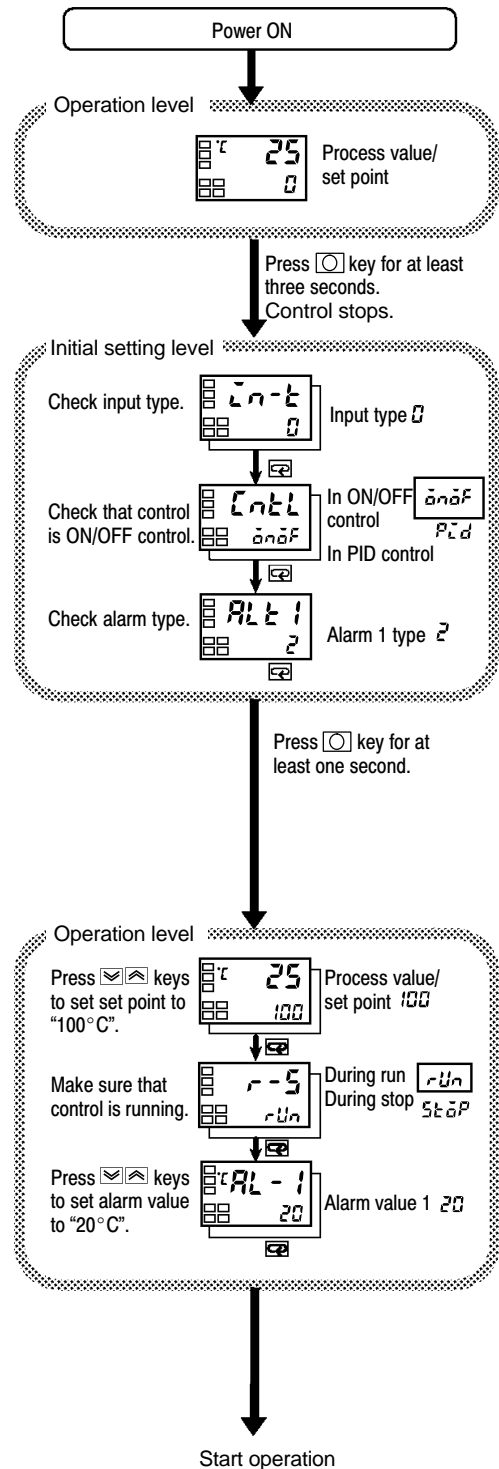 Power ON
Operation level
℃ 25
0
Process value/
set point
Press key for at least
three seconds.
Control stops.
Initial setting level
Check input type.
in-t
0
Input type 0
Check that control
is ON/OFF control.
CntL
onoF
In ON/OFF
control
onoF
Pid
In PID control
Check alarm type.
ALt1
2
Alarm 1 type 2
Press key for at
least one second.
Operation level
Press keys
to set set point to
“100°C”.
℃ 25
100
Process value/
set point 100
Make sure that
control is running.
r-S
rUn
During run rUn
During stop StoP
Press keys
to set alarm value
to “20°C”.
℃ AL-1
20
Alarm value 1 20
Start operation